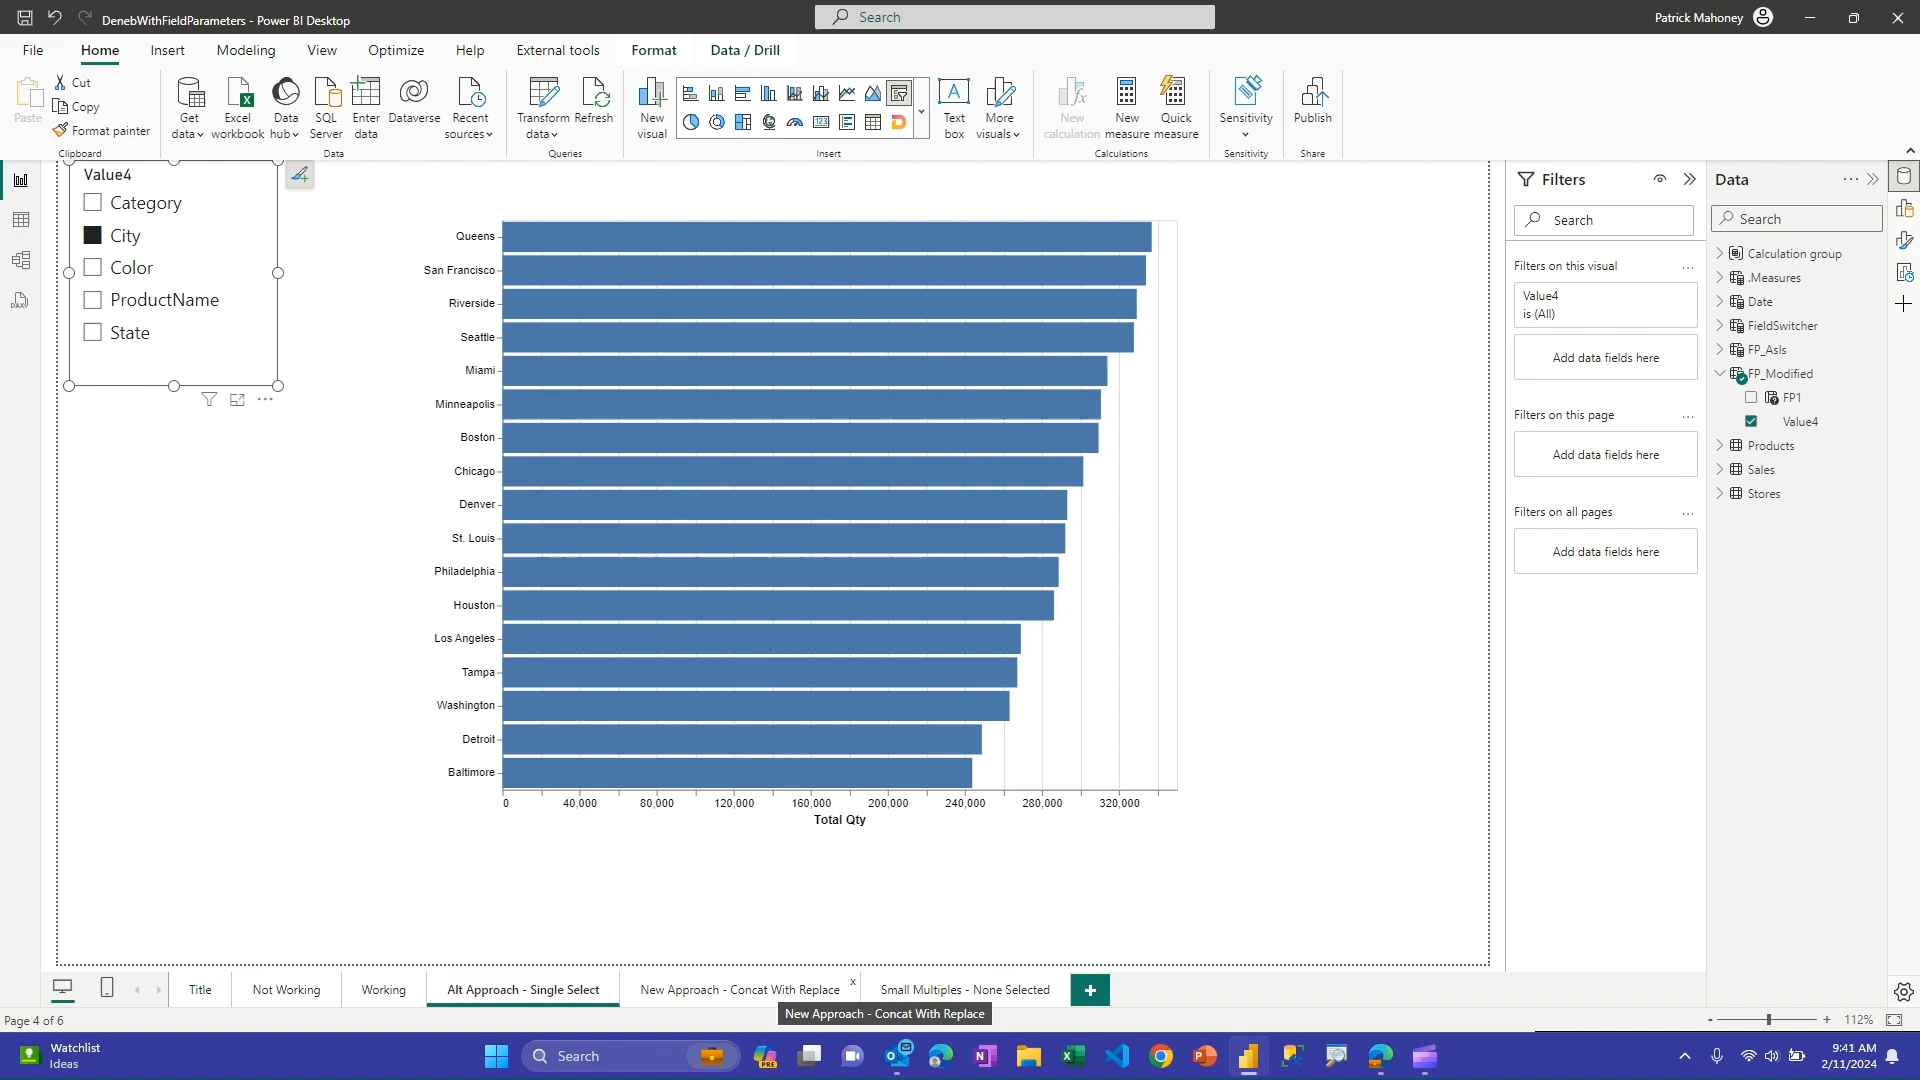 DenebWithFieldParameters - Power BI Desktop
Search
Patrick Mahoney
File
Home
Insert
Modeling
View
Optimize
Help
External tools
Format
Data / Drill
Paste
Cut
Copy
Format painter
Clipboard
Get data
Excel workbook
Data hub
SQL Server
Enter data
Dataverse
Recent sources
Data
Transform data
Refresh
Queries
New visual
Text box
More visuals
Insert
New calculation
New measure
Quick measure
Calculations
Sensitivity
Sensitivity
Publish
Share
Value4
Category
City
Color
ProductName
State
Queens
San Francisco
Riverside
Seattle
Miami
Minneapolis
Boston
Chicago
Denver
St. Louis
Philadelphia
Houston
Los Angeles
Tampa
Washington
Detroit
Baltimore
0 40,000 80,000 120,000 160,000 200,000 240,000 280,000 320,000
Total Qty
Filters
Search
Filters on this visual
Value4
is (All)
Add data fields here
Filters on this page
Add data fields here
Filters on all pages
Add data fields here
Data
Search
Calculation group
.Measures
Date
FieldSwitcher
FP_AsIs
FP_Modified
FP1
Value4
Products
Sales
Stores
Title
Not Working
Working
Alt Approach - Single Select
New Approach - Concat With Replace
x
Small Multiples - None Selected
+
New Approach - Concat With Replace
Page 4 of 6
- + 112%
Watchlist
Ideas
Search
PRE
9:41 AM
2/11/2024